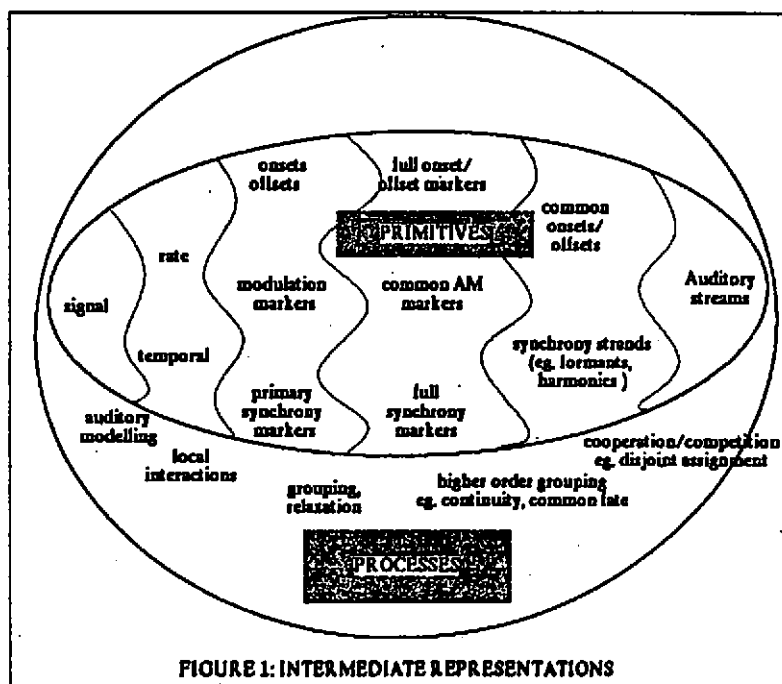 onsets
offsets
full onset/
offset markers
PRIMITIVES
common
onsets/
offsets
rate
signal
modulation
markers
common AM
markers
Auditory
streams
temporal
synchrony strands
(eg. formants,
harmonics )
primary
synchrony
markers
full
synchrony
markers
auditory
modelling
local
interactions
grouping,
relaxation
higher order grouping
eg. continuity, common fate
cooperation/competition
eg. disjoint assignment
PROCESSES
FIGURE 1: INTERMEDIATE REPRESENTATIONS